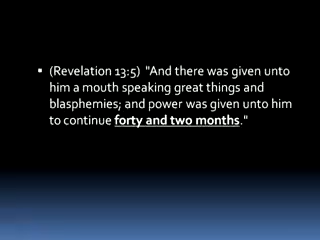 ▪ (Revelation 13:5)  "And there was given unto
him a mouth speaking great things and
blasphemies; and power was given unto him
to continue forty and two months."